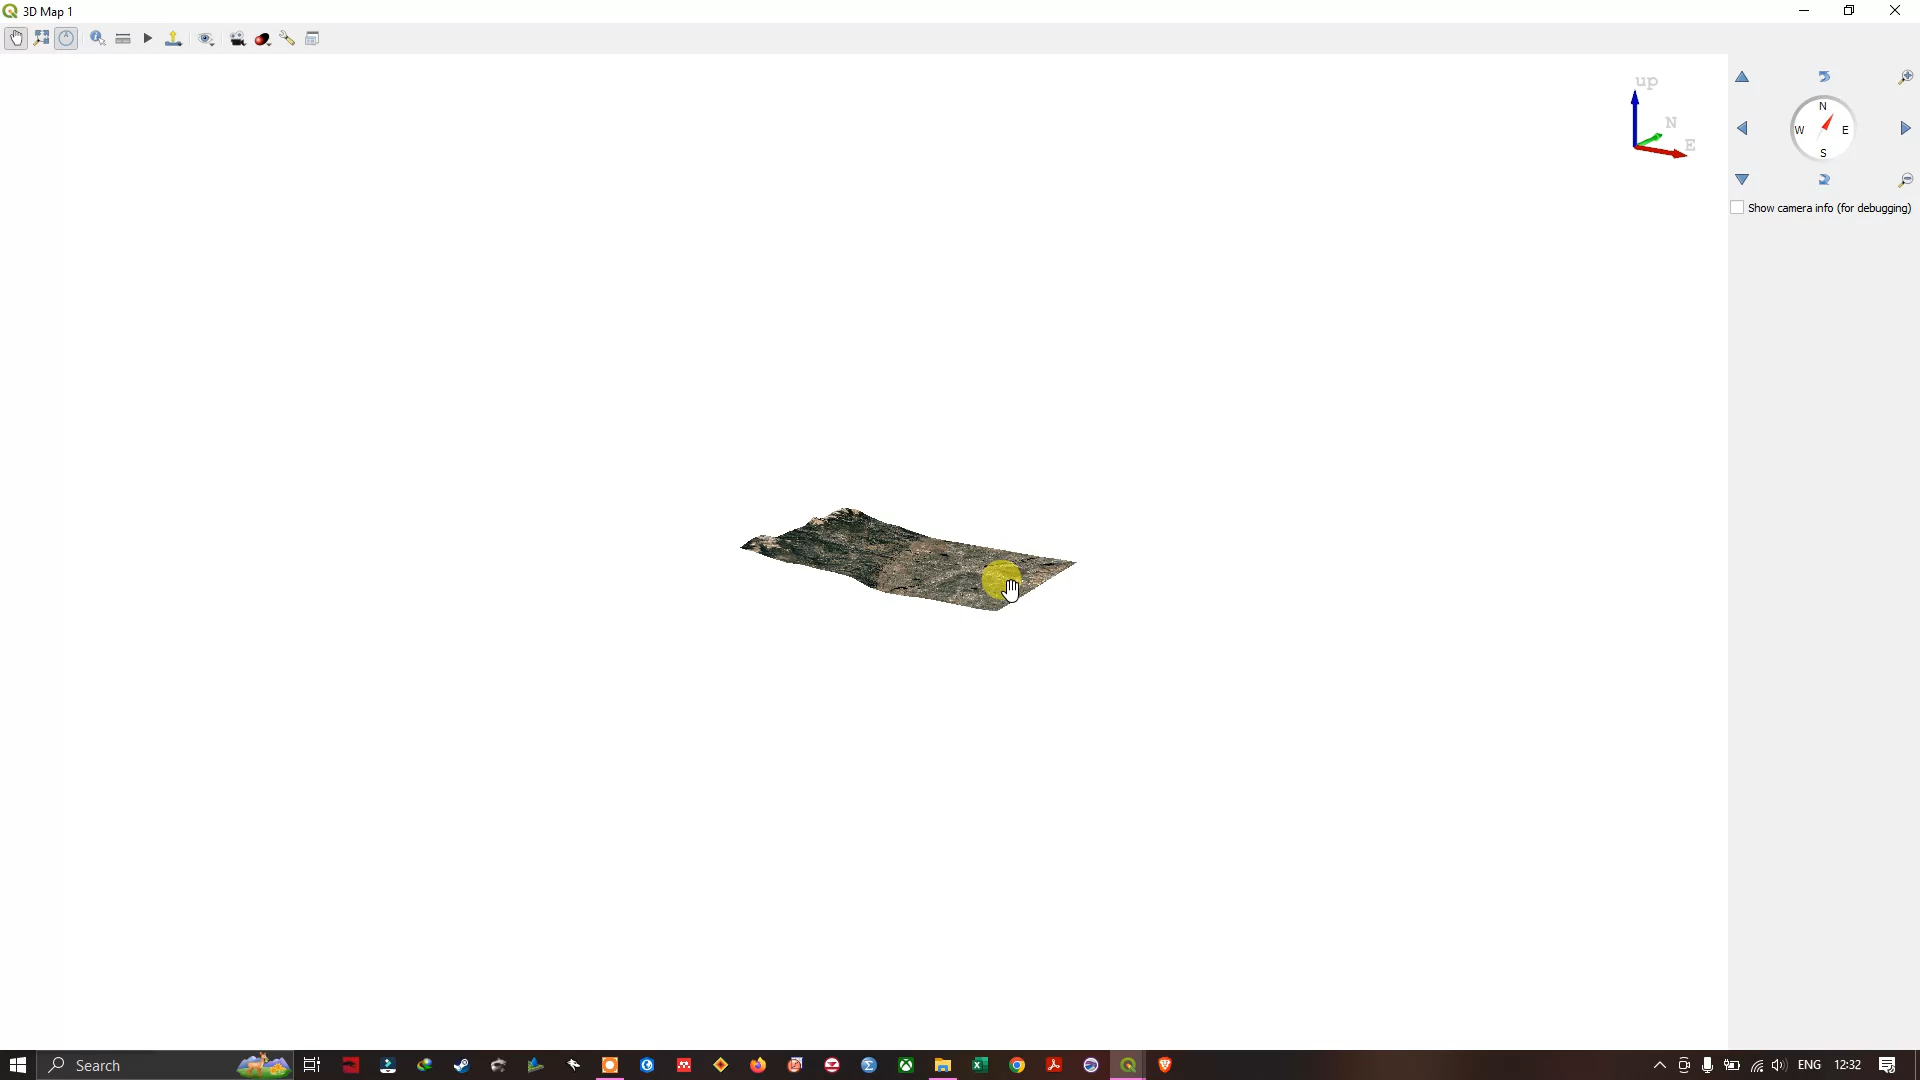 3D Map 1
up
N
E
N
W E
S
Show camera info (for debugging)
Search
ENG 12:32